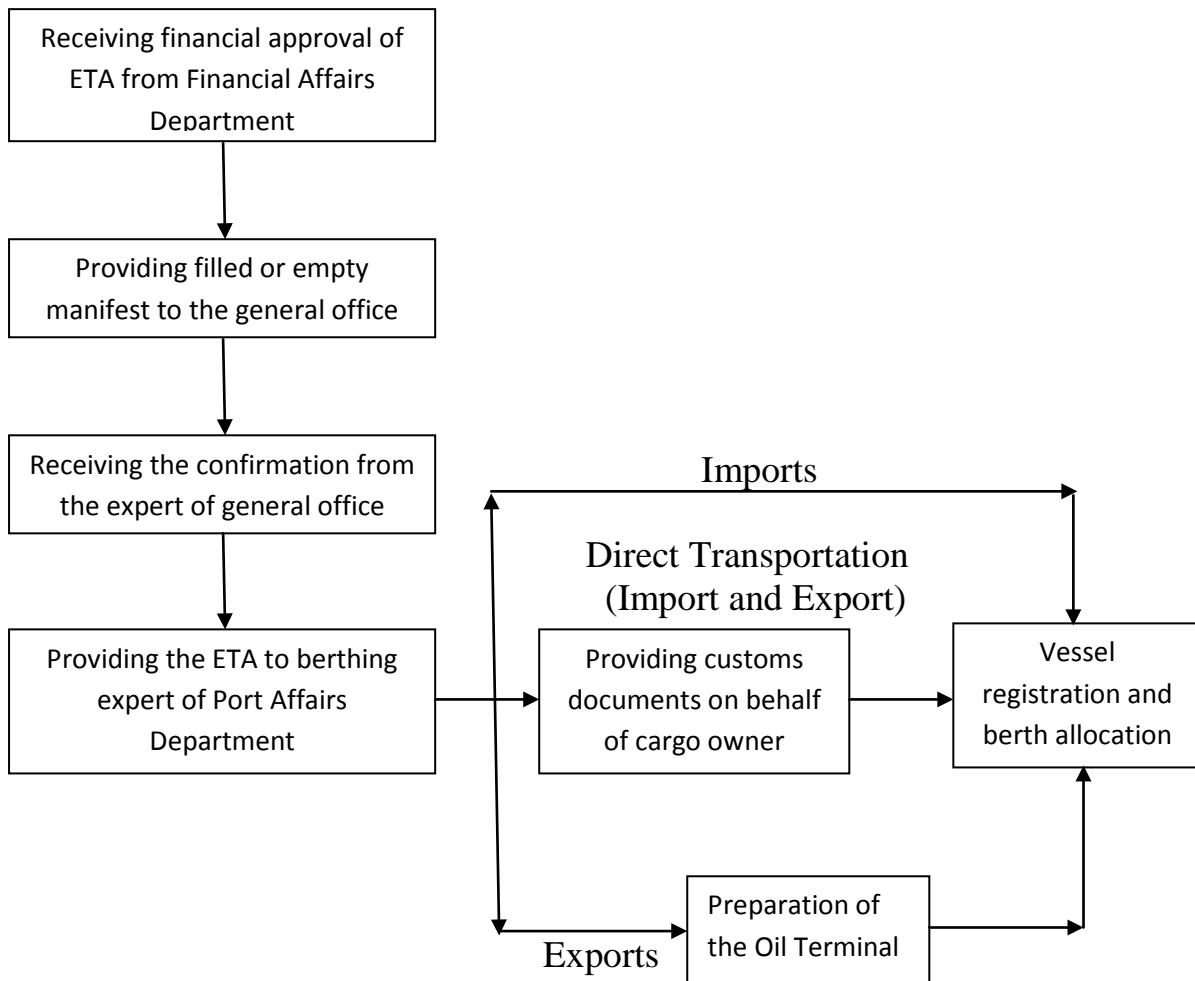 Receiving financial approval of
ETA from Financial Affairs
Department
Providing filled or empty
manifest to the general office
Receiving the confirmation from
the expert of general office
Imports
Direct Transportation
(Import and Export)
Providing the ETA to berthing
expert of Port Affairs
Department
Providing customs
documents on behalf
of cargo owner
Vessel
registration and
berth allocation
Preparation of
the Oil Terminal
Exports